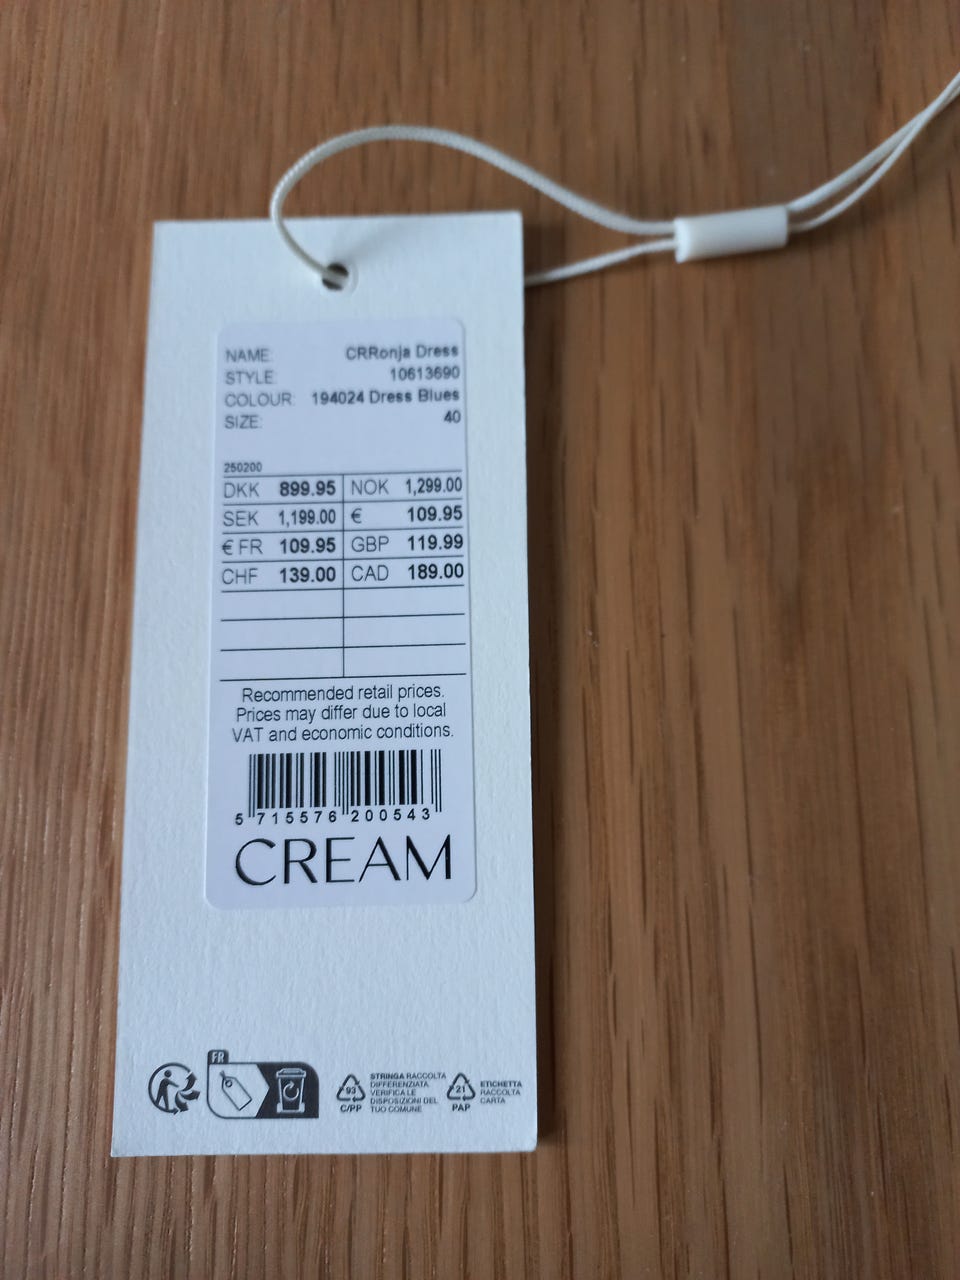 NAME: CRRonja Dress
STYLE: 10613690
COLOUR: 194024 Dress Blues
SIZE: 40
250200
DKK 899.95 NOK 1,299.00
SEK 1,199.00 € 109.95
€ FR 109.95 GBP 119.99
CHF 139.00 CAD 189.00
Recommended retail prices.
Prices may differ due to local
VAT and economic conditions.
5 715576 200543
CREAM
FR
93
C/PP
STRINGA RACCOLTA
DIFFERENZIATA
VERIFICA LE
DISPOSIZIONI DEL
TUO COMUNE
21
PAP
ETICHETTA
RACCOLTA
CARTA